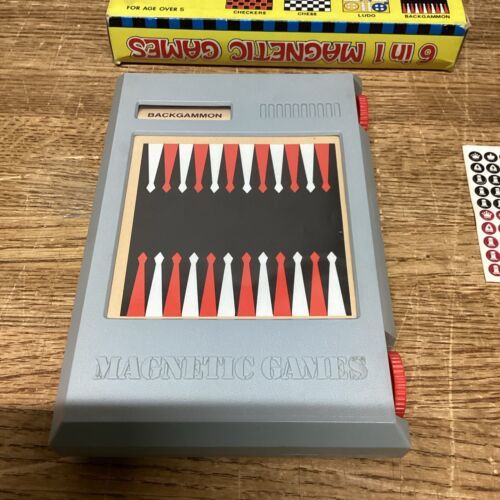 FOR AGE OVER 5
CHECKERS
CHESS
LUDO
BACKGAMMON
6 in 1 MAGNETIC GAMES
BACKGAMMON
MAGNETIC GAMES